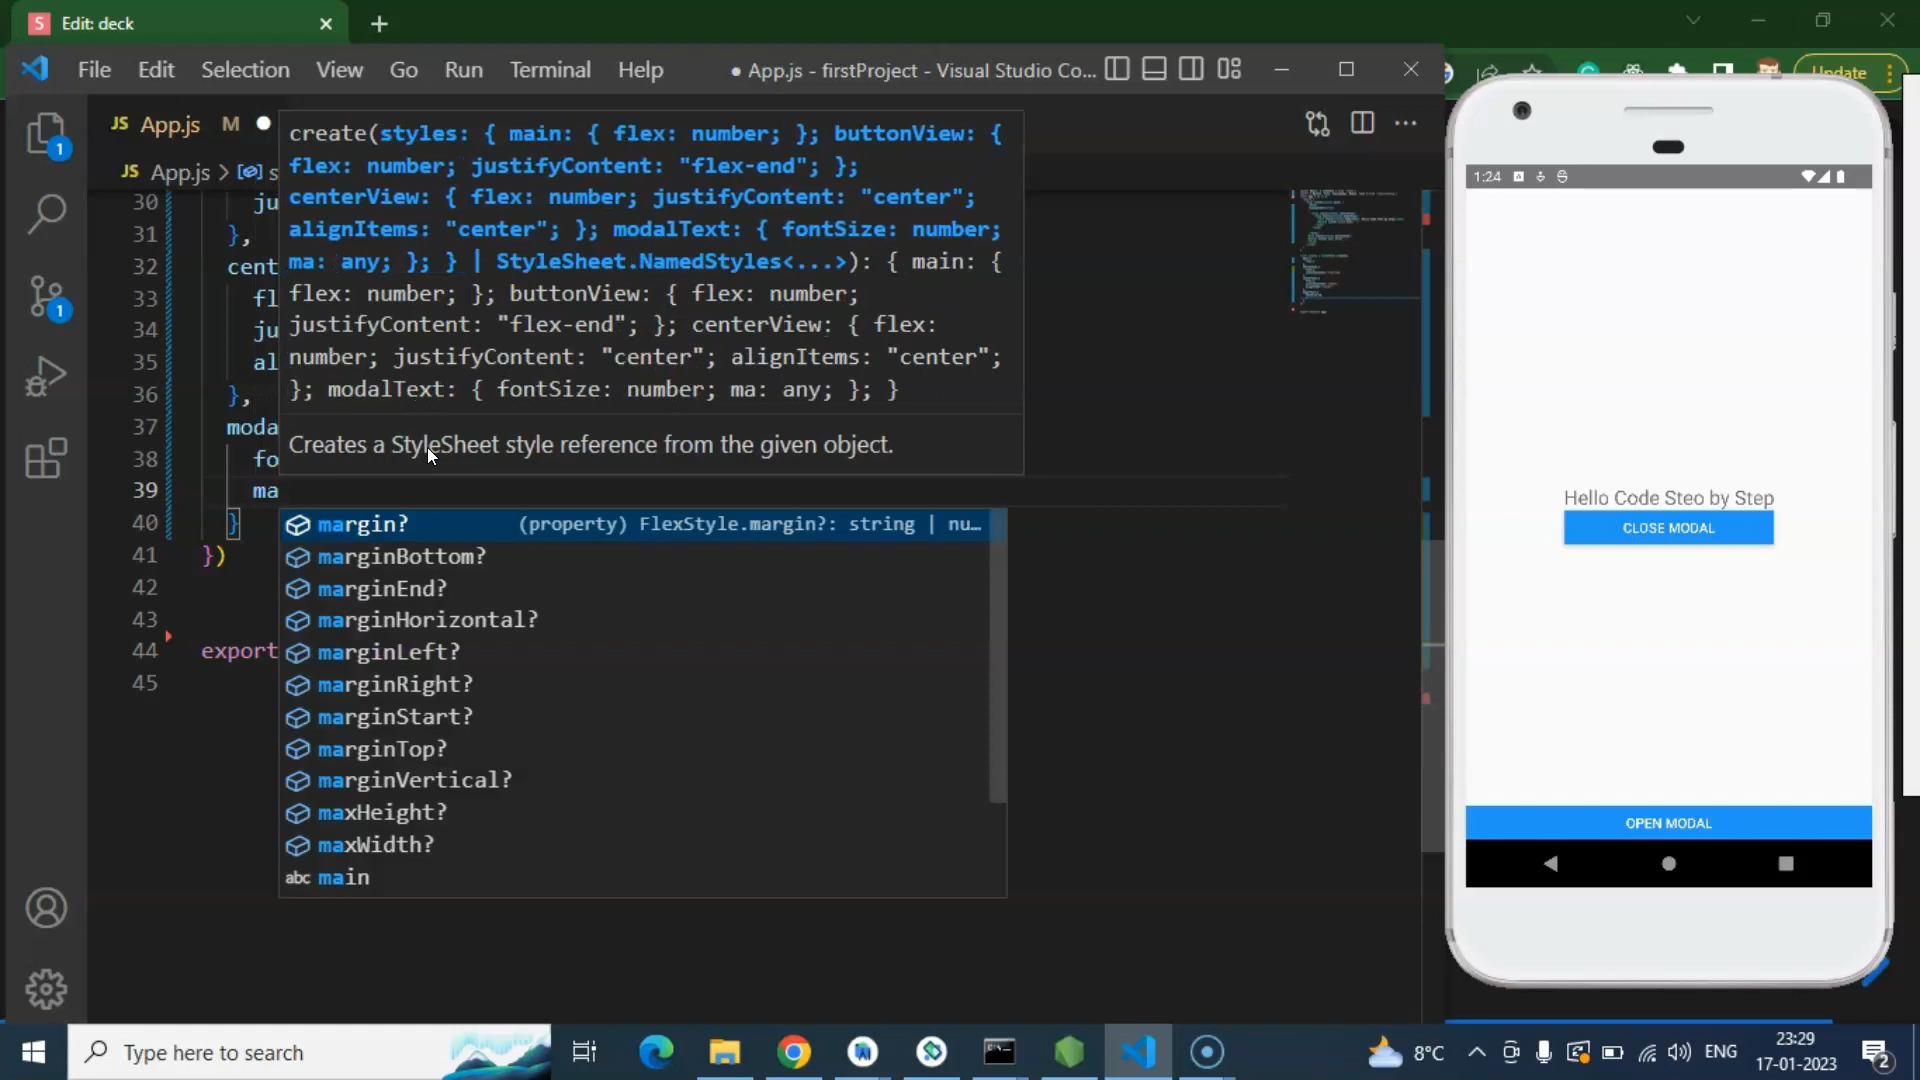 Edit: deck
File Edit Selection View Go Run Terminal Help
● App.js - firstProject - Visual Studio Co...
Update
JS App.js M
JS App.js > s
create(styles: { main: { flex: number; }; buttonView: {
flex: number; justifyContent: "flex-end"; };
centerView: { flex: number; justifyContent: "center";
alignItems: "center"; }; modalText: { fontSize: number;
ma: any; }; } | StyleSheet.NamedStyles<...>): { main: {
flex: number; }; buttonView: { flex: number;
justifyContent: "flex-end"; }; centerView: { flex:
number; justifyContent: "center"; alignItems: "center";
}; modalText: { fontSize: number; ma: any; }; }
Creates a StyleSheet style reference from the given object.
30 ju
31 },
32 cent
33 fl
34 ju
35 al
36 },
37 moda
38 fo
39 ma
40 }
41 })
42
43
44 export
45
margin? (property) FlexStyle.margin?: string | nu…
marginBottom?
marginEnd?
marginHorizontal?
marginLeft?
marginRight?
marginStart?
marginTop?
marginVertical?
maxHeight?
maxWidth?
abc main
1
1
1:24
Hello Code Steo by Step
CLOSE MODAL
OPEN MODAL
Type here to search
8°C
ENG
23:29
17-01-2023
2